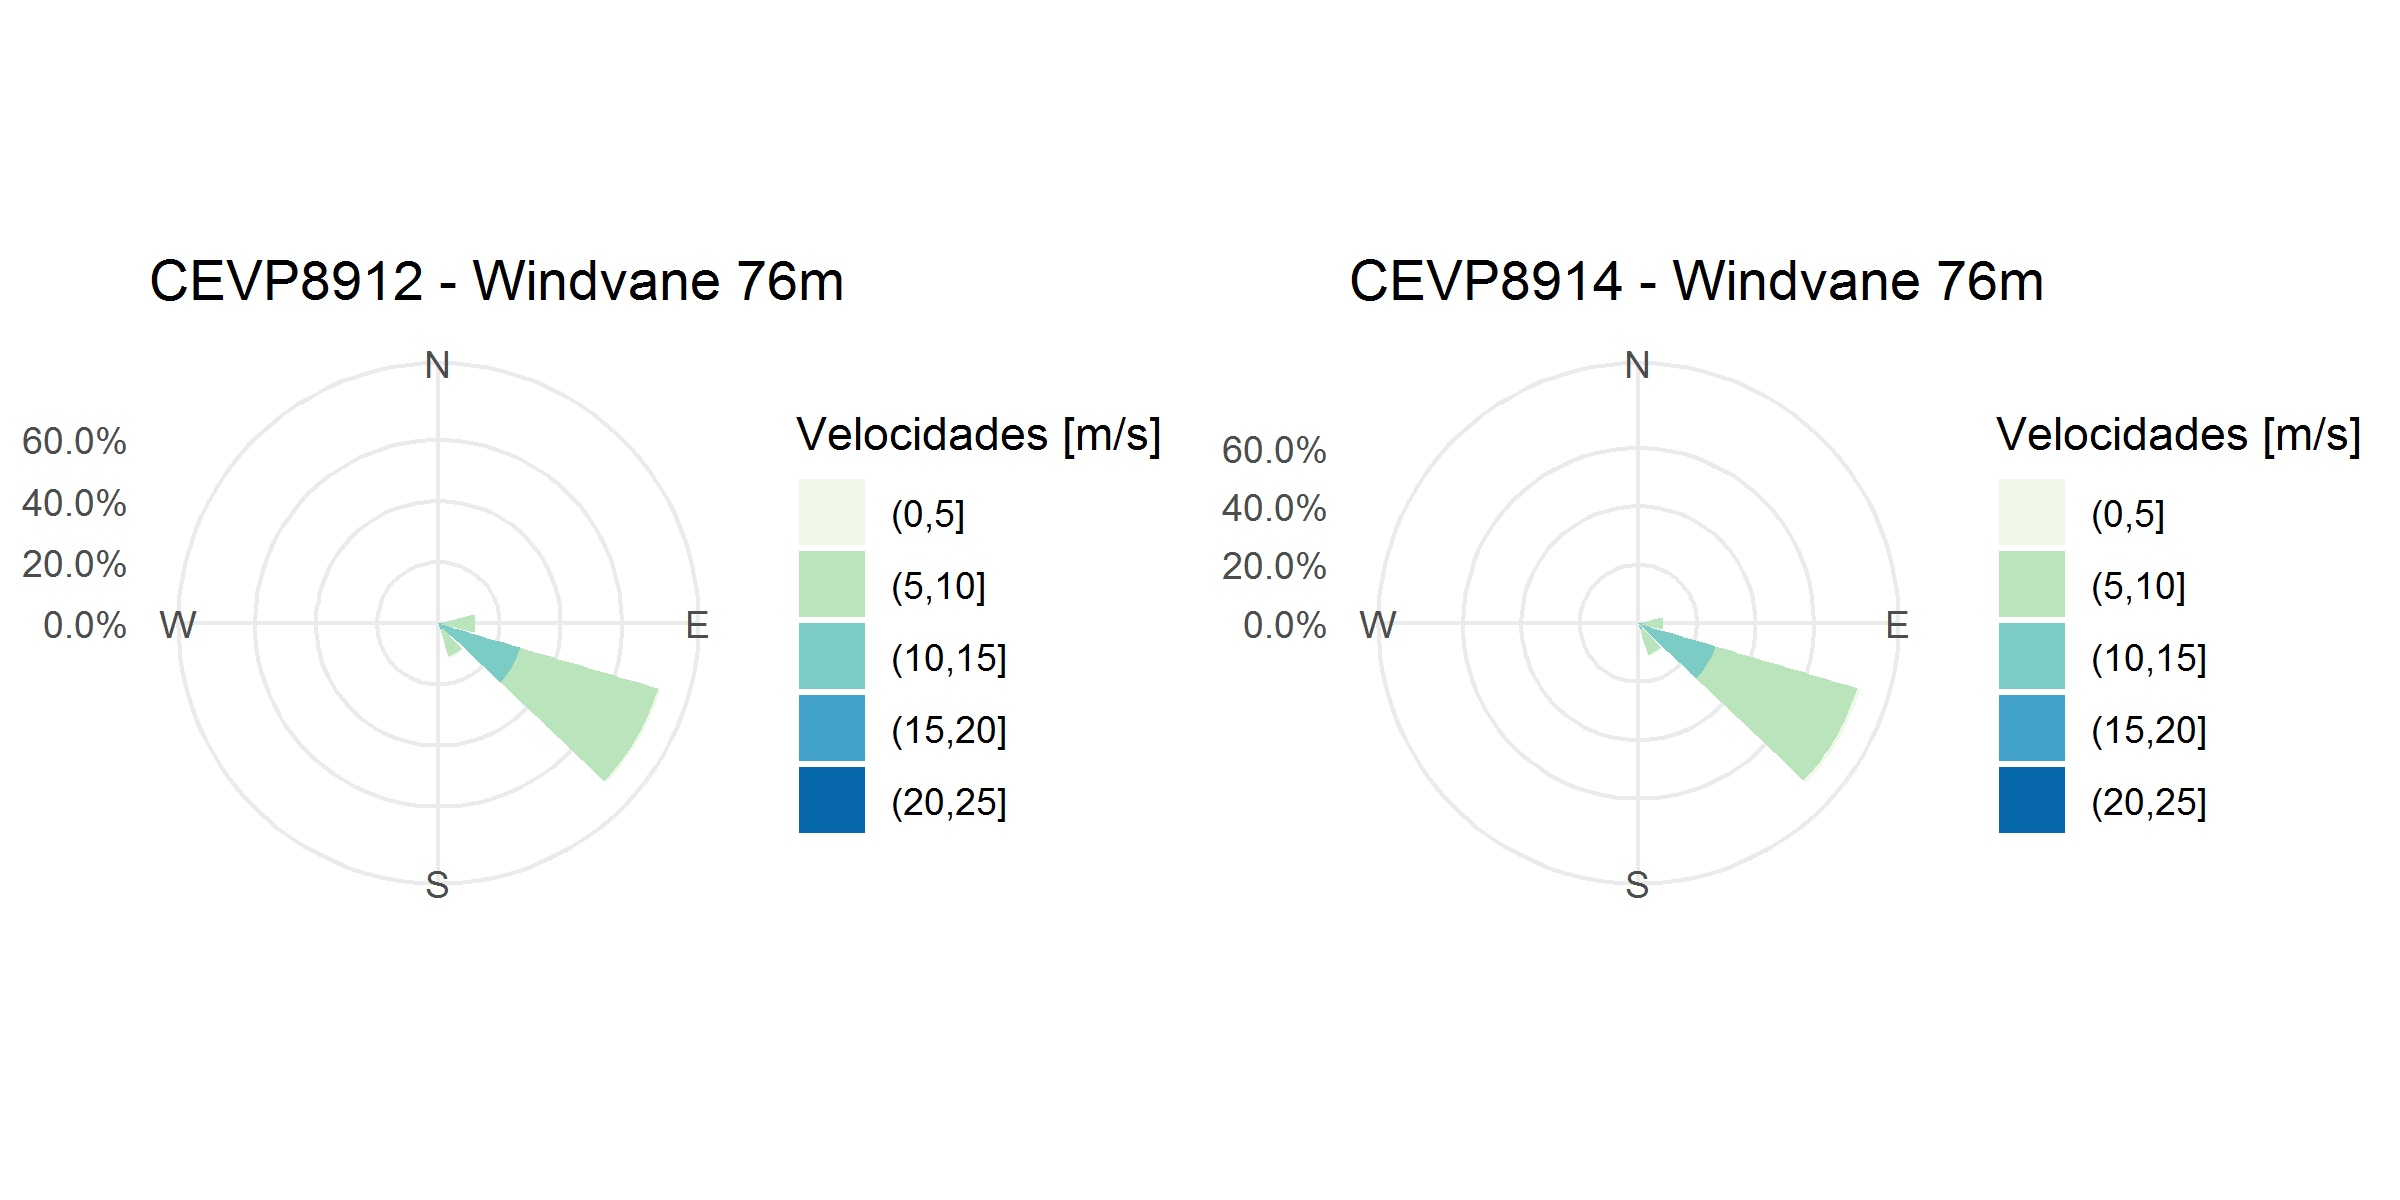 CEVP8912 - Windvane 76m
N
60.0%
40.0%
20.0%
0.0%
W
E
S
Velocidades [m/s]
(0,5]
(5,10]
(10,15]
(15,20]
(20,25]
CEVP8914 - Windvane 76m
N
60.0%
40.0%
20.0%
0.0%
W
E
S
Velocidades [m/s]
(0,5]
(5,10]
(10,15]
(15,20]
(20,25]